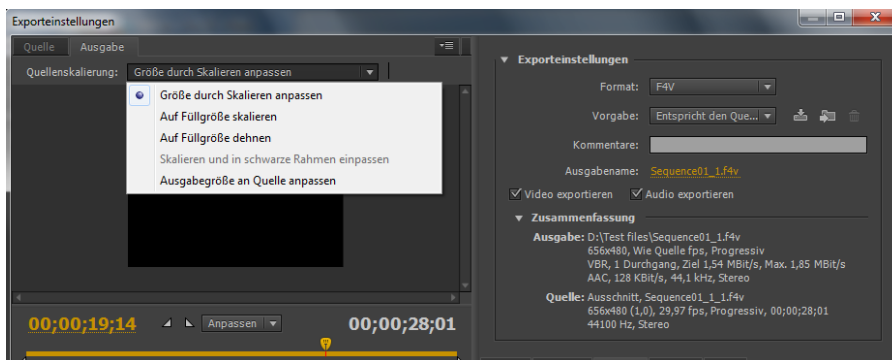 Exporteinstellungen
Quelle Ausgabe
Quellenskalierung: Größe durch Skalieren anpassen
Größe durch Skalieren anpassen
Auf Füllgröße skalieren
Auf Füllgröße dehnen
Skalieren und in schwarze Rahmen einpassen
Ausgabegröße an Quelle anpassen
00;00;19;14 Anpassen 00;00;28;01
Exporteinstellungen
Format: F4V
Vorgabe: Entspricht den Que...
Kommentare:
Ausgabename: Sequence01_1.f4v
Video exportieren Audio exportieren
Zusammenfassung
Ausgabe: D:\Test files\Sequence01_1.f4v
656x480, Wie Quelle fps, Progressiv
VBR, 1 Durchgang, Ziel 1,54 MBit/s, Max. 1,85 MBit/s
AAC, 128 KBit/s, 44,1 kHz, Stereo
Quelle: Ausschnitt, Sequence01_1_1.f4v
656x480 (1,0), 29,97 fps, Progressiv, 00;00;28;01
44100 Hz, Stereo